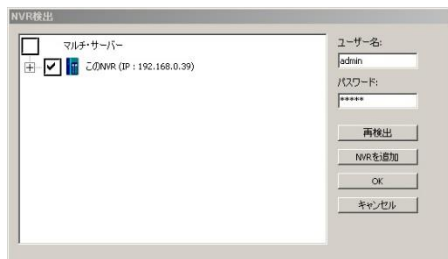 NVR検出
マルチ・サーバー
このNVR (IP : 192.168.0.39)
ユーザー名:
admin
パスワード:
*****
再検出
NVRを追加
OK
キャンセル